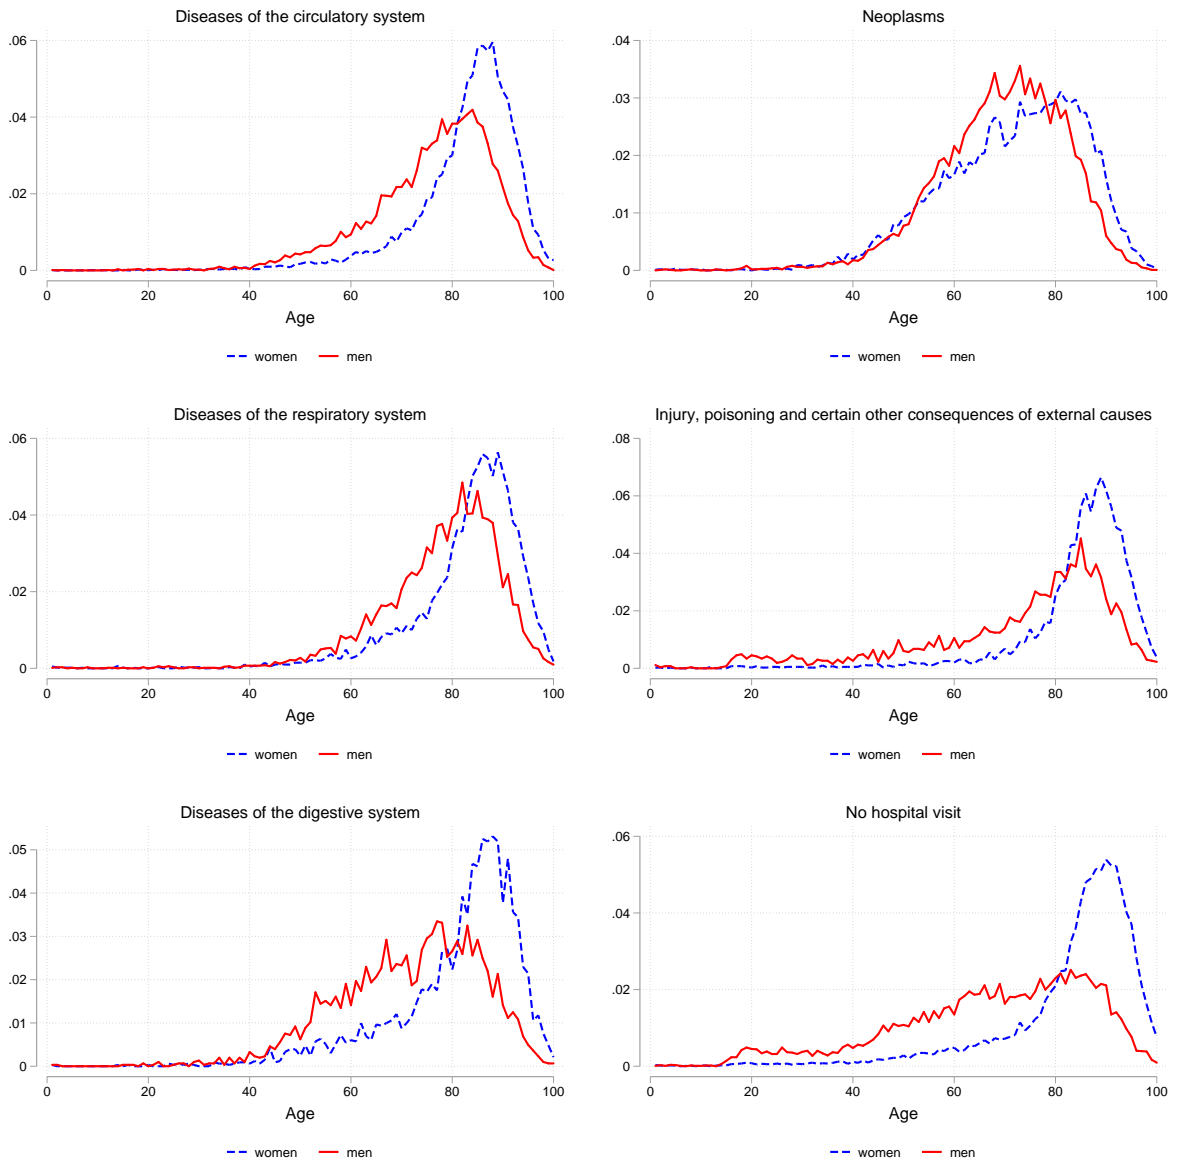 Diseases of the circulatory system
.06
.04
.02
0
0 20 40 60 80 100
Age
women men
Neoplasms
.04
.03
.02
.01
0
0 20 40 60 80 100
Age
women men
Diseases of the respiratory system
.06
.04
.02
0
0 20 40 60 80 100
Age
women men
Injury, poisoning and certain other consequences of external causes
.08
.06
.04
.02
0
0 20 40 60 80 100
Age
women men
Diseases of the digestive system
.05
.04
.03
.02
.01
0
0 20 40 60 80 100
Age
women men
No hospital visit
.06
.04
.02
0
0 20 40 60 80 100
Age
women men